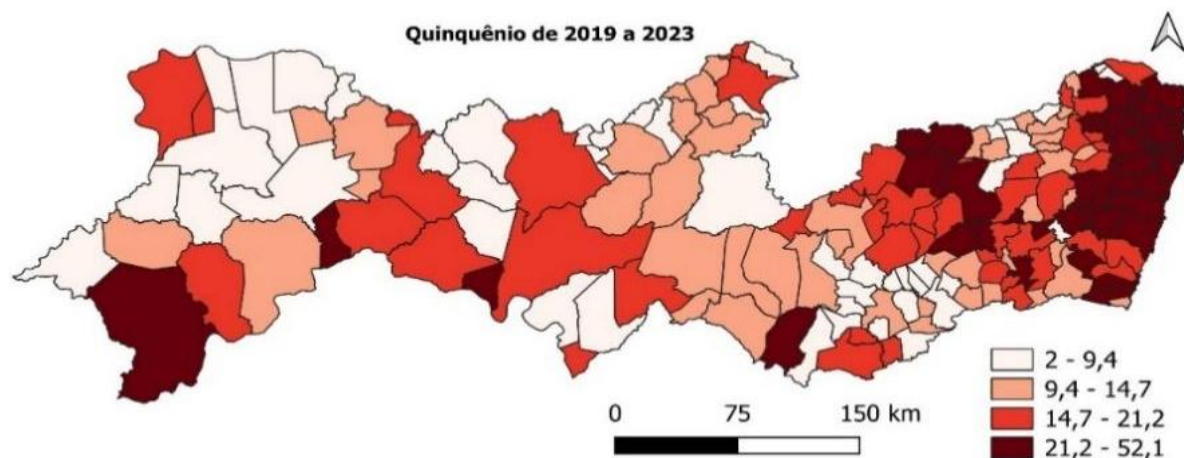 Quinquênio de 2019 a 2023
2 - 9,4
9,4 - 14,7
14,7 - 21,2
21,2 - 52,1
0 75 150 km